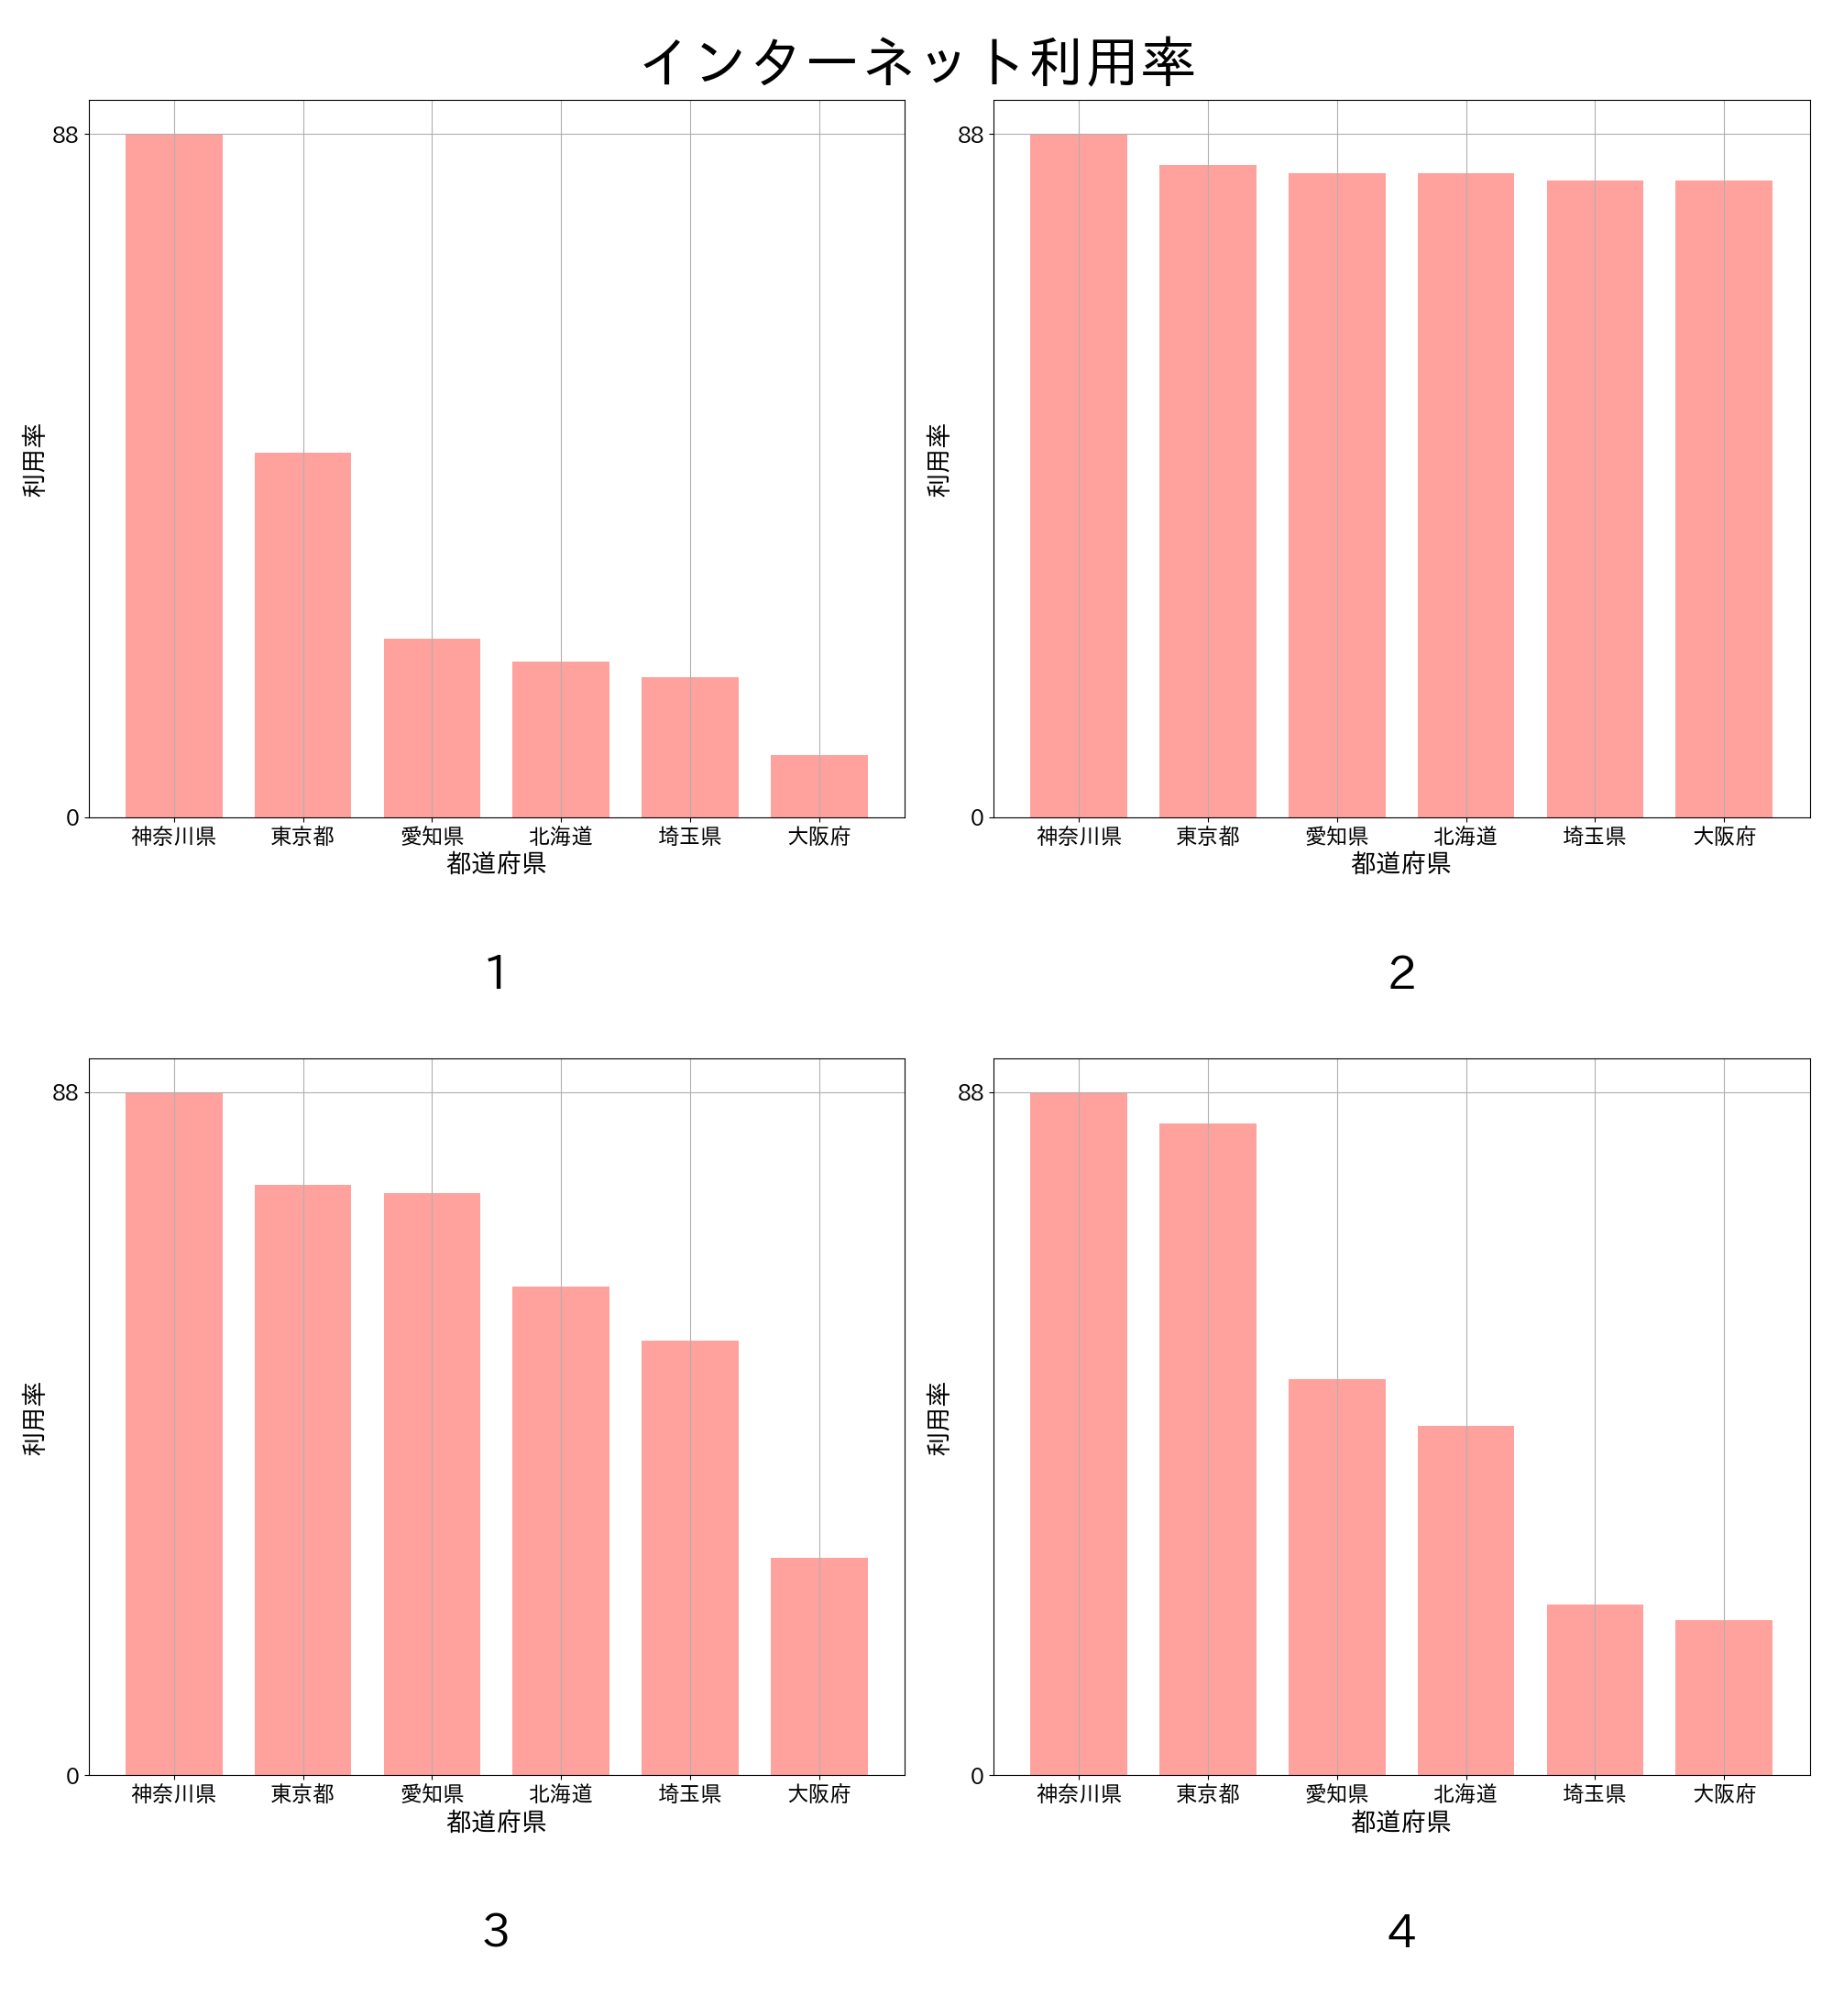 インターネット利用率
88
0
利用率
神奈川県 東京都 愛知県 北海道 埼玉県 大阪府
都道府県
1
88
0
利用率
神奈川県 東京都 愛知県 北海道 埼玉県 大阪府
都道府県
2
88
0
利用率
神奈川県 東京都 愛知県 北海道 埼玉県 大阪府
都道府県
3
88
0
利用率
神奈川県 東京都 愛知県 北海道 埼玉県 大阪府
都道府県
4